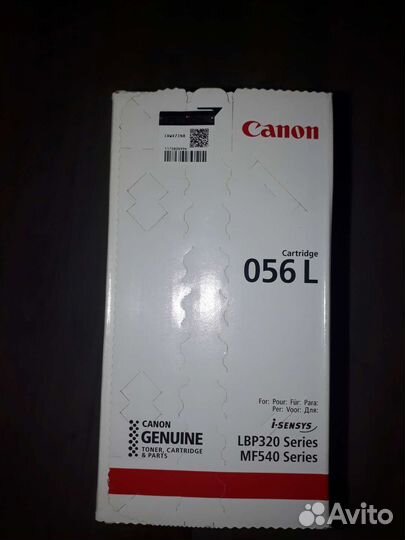 Canon
Cartridge
056 L
For: Pour: Für: Para:
Per: Voor: Для:
i-SENSYS
LBP320 Series
MF540 Series
CANON
GENUINE
TONER, CARTRIDGE
& PARTS
Avito